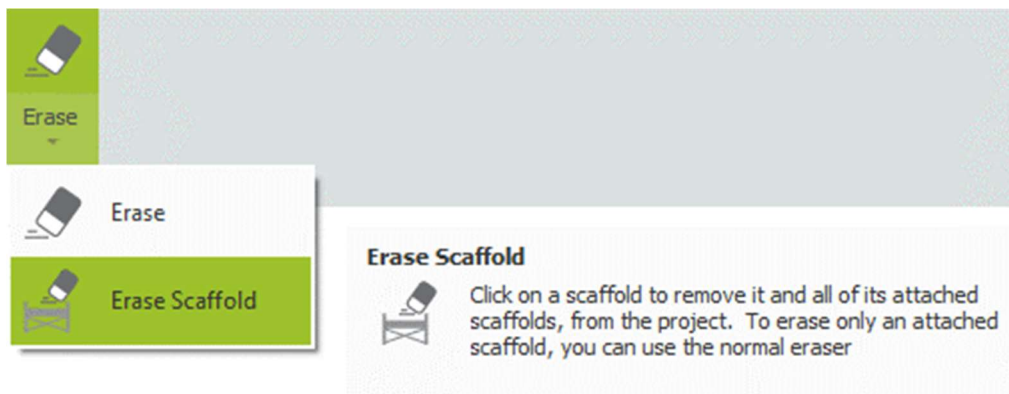 Erase
Erase
Erase Scaffold
Erase Scaffold
Click on a scaffold to remove it and all of its attached
scaffolds, from the project. To erase only an attached
scaffold, you can use the normal eraser